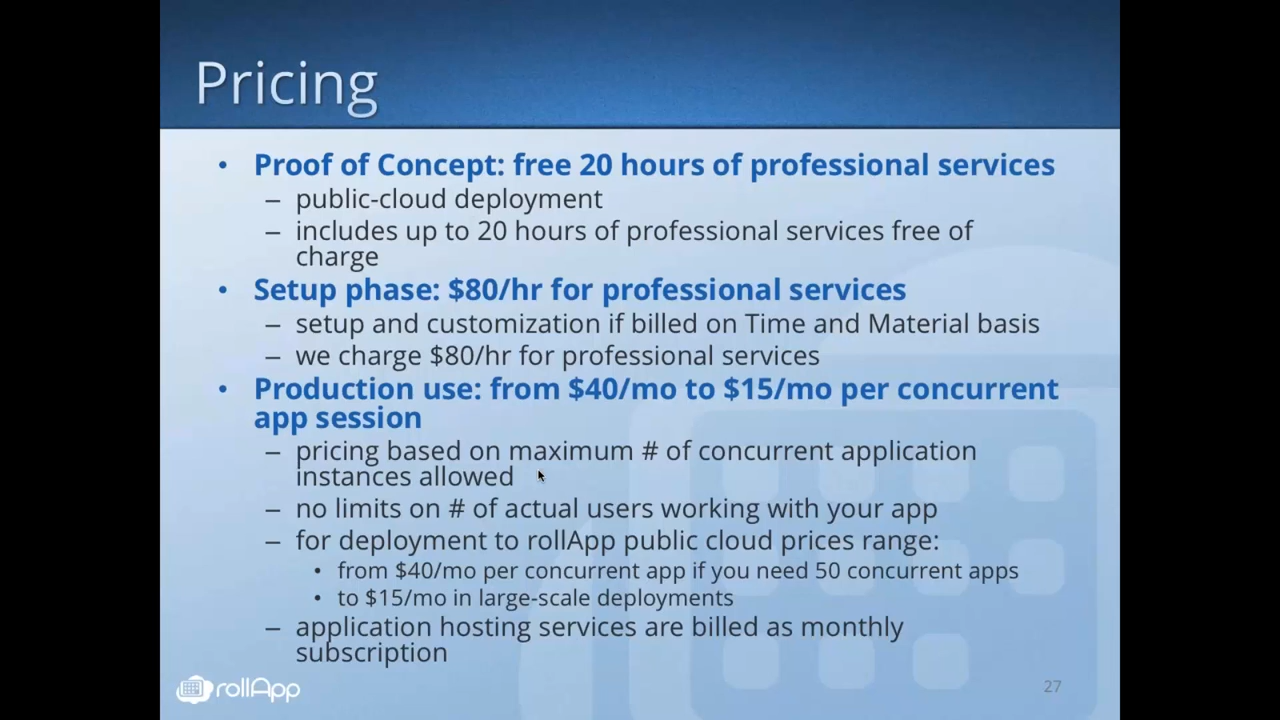 Pricing
• Proof of Concept: free 20 hours of professional services
– public-cloud deployment
– includes up to 20 hours of professional services free of
charge
• Setup phase: $80/hr for professional services
– setup and customization if billed on Time and Material basis
– we charge $80/hr for professional services
• Production use: from $40/mo to $15/mo per concurrent
app session
– pricing based on maximum # of concurrent application
instances allowed
– no limits on # of actual users working with your app
– for deployment to rollApp public cloud prices range:
• from $40/mo per concurrent app if you need 50 concurrent apps
• to $15/mo in large-scale deployments
– application hosting services are billed as monthly
subscription
rollApp
27